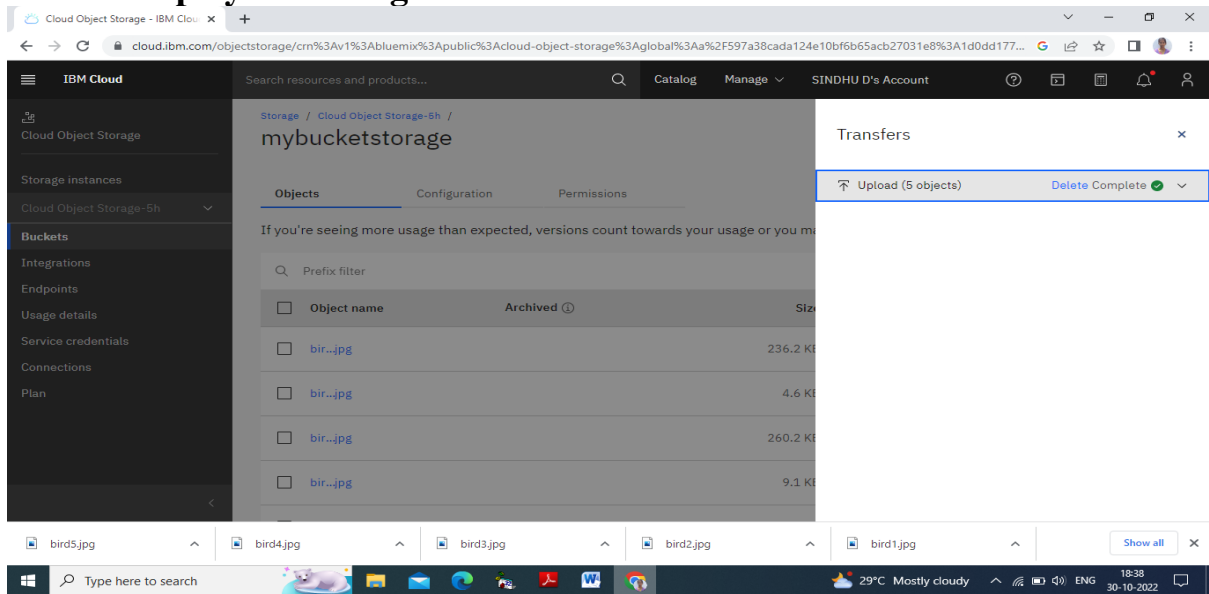 Cloud Object Storage - IBM Clou
cloud.ibm.com/objectstorage/crn%3Av1%3Abluemix%3Apublic%3Acloud-object-storage%3Aglobal%3Aa%2F597a38cada124e10bf6b65acb27031e8%3A1d0dd177...
IBM Cloud
Search resources and products...
Catalog
Manage
SINDHU D's Account
Cloud Object Storage
Storage instances
Cloud Object Storage-5h
Buckets
Integrations
Endpoints
Usage details
Service credentials
Connections
Plan
Storage / Cloud Object Storage-5h /
mybucketstorage
Objects Configuration Permissions
If you're seeing more usage than expected, versions count towards your usage or you ma
Prefix filter
Object name Archived Size
bir...jpg 236.2 KB
bir...jpg 4.6 KB
bir...jpg 260.2 KB
bir...jpg 9.1 KB
Transfers
Upload (5 objects) Delete Complete
bird5.jpg bird4.jpg bird3.jpg bird2.jpg bird1.jpg Show all
Type here to search
29°C Mostly cloudy ENG
18:38
30-10-2022